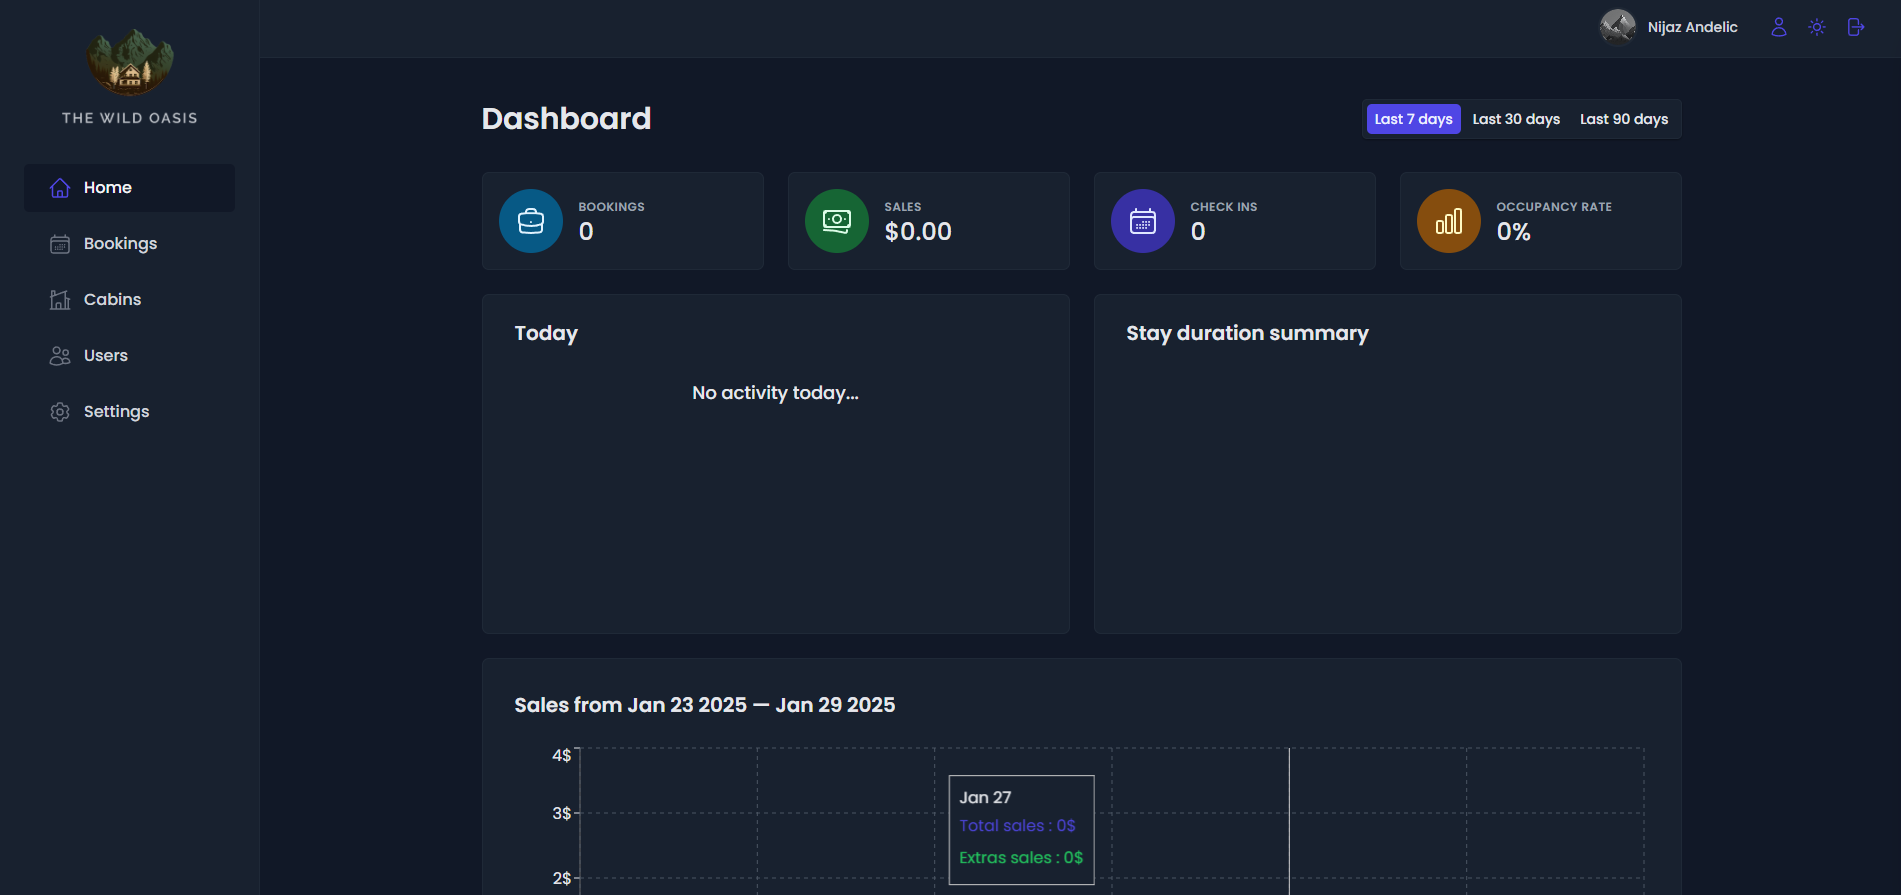 THE WILD OASIS
Home
Bookings
Cabins
Users
Settings
Nijaz Andelic
Dashboard
Last 7 days Last 30 days Last 90 days
BOOKINGS
0
SALES
$0.00
CHECK INS
0
OCCUPANCY RATE
0%
Today
No activity today...
Stay duration summary
Sales from Jan 23 2025 — Jan 29 2025
4$
3$
2$
Jan 27
Total sales : 0$
Extras sales : 0$